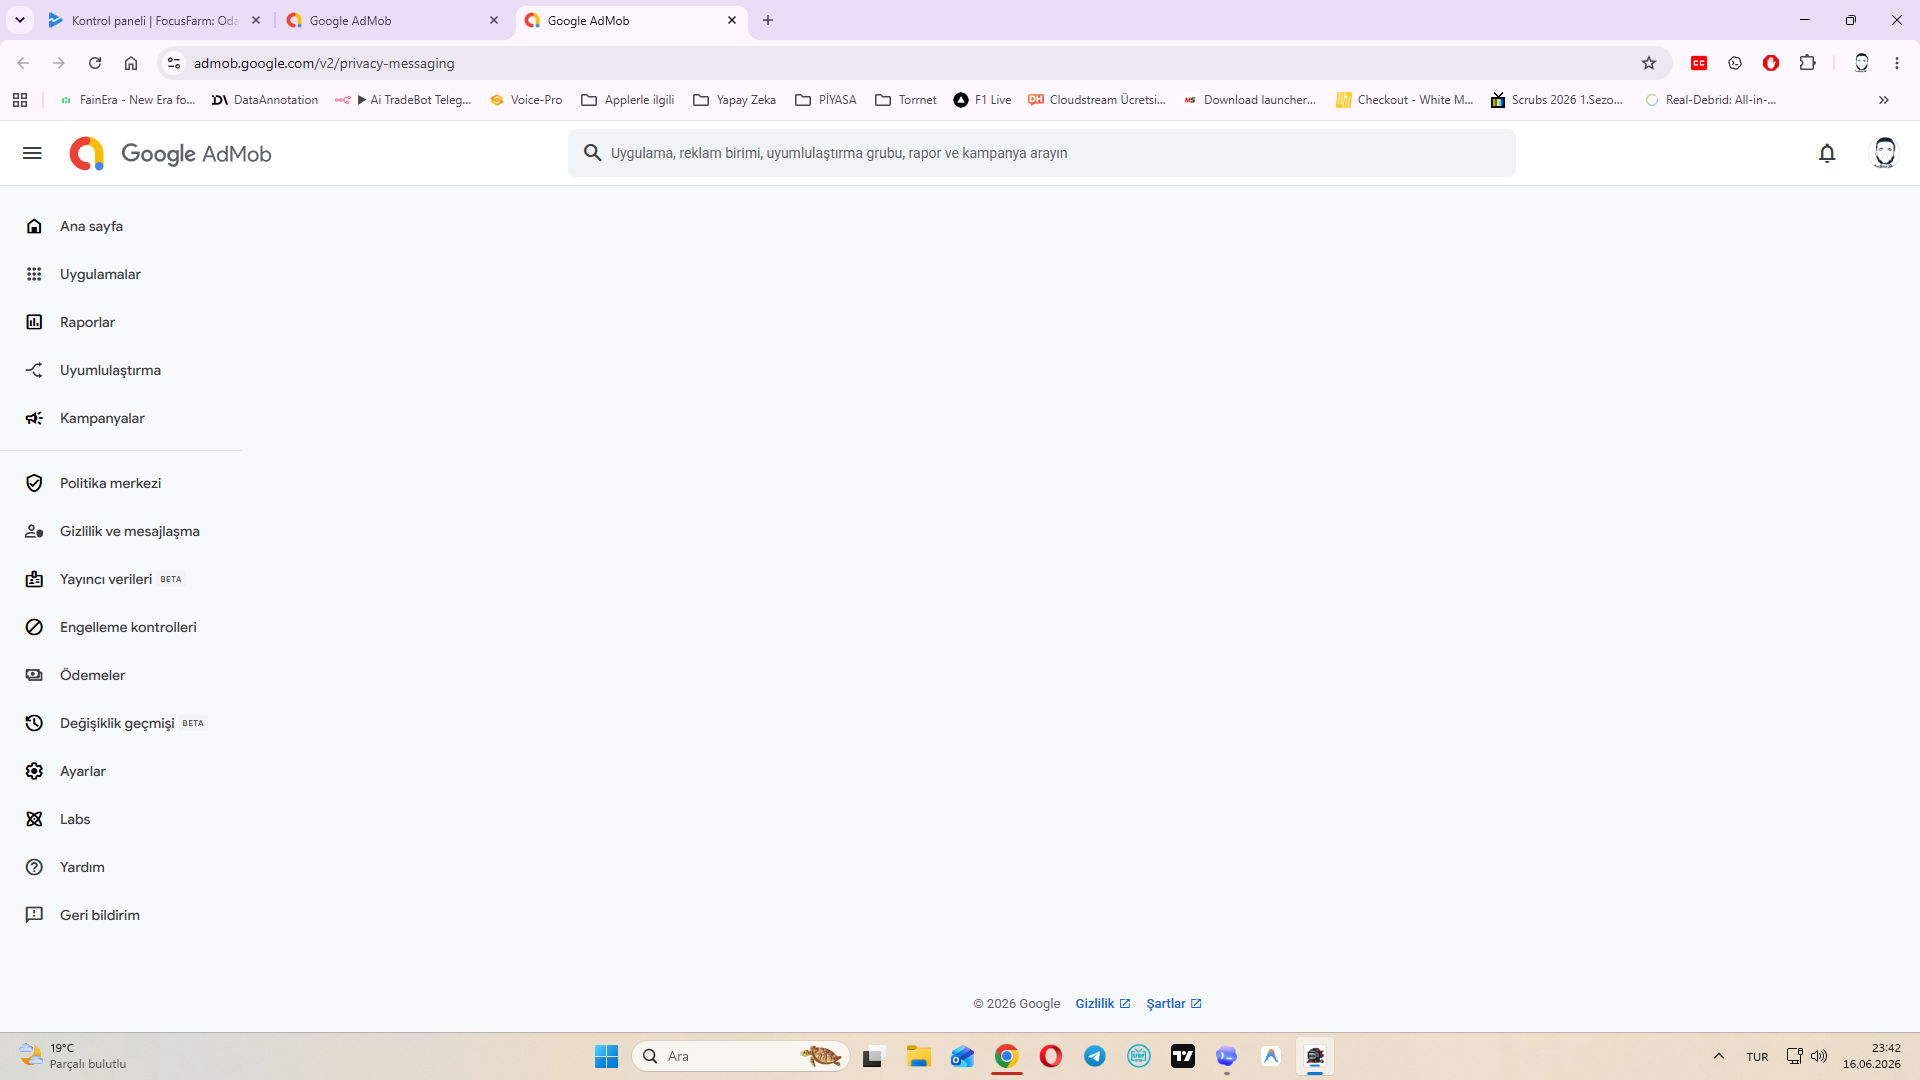 Kontrol paneli | FocusFarm: Oda
Google AdMob
Google AdMob
admob.google.com/v2/privacy-messaging
CC
FainEra - New Era fo...
DataAnnotation
Ai TradeBot Teleg...
Voice-Pro
Applerle ilgili
Yapay Zeka
PİYASA
Torrnet
F1 Live
DH
Cloudstream Ücretsi...
MS
Download launcher...
Checkout - White M...
Scrubs 2026 1.Sezo...
Real-Debrid: All-in-...
Google AdMob
Uygulama, reklam birimi, uyumlulaştırma grubu, rapor ve kampanya arayın
Ana sayfa
Uygulamalar
Raporlar
Uyumlulaştırma
Kampanyalar
Politika merkezi
Gizlilik ve mesajlaşma
Yayıncı verileri BETA
Engelleme kontrolleri
Ödemeler
Değişiklik geçmişi BETA
Ayarlar
Labs
Yardım
Geri bildirim
© 2026 Google Gizlilik Şartlar
19°C
Parçalı bulutlu
Ara
TUR
23:42
16.06.2026